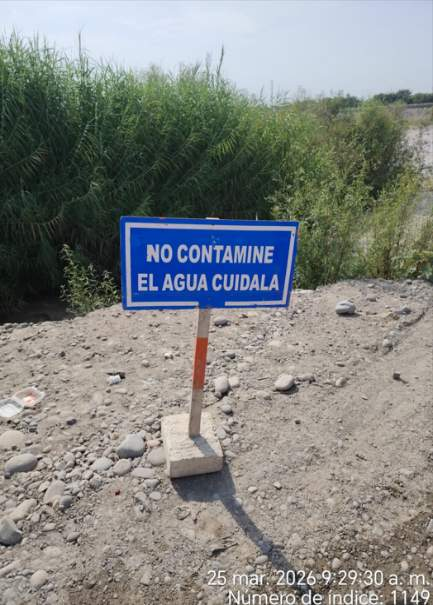 NO CONTAMINE
EL AGUA CUIDALA
25 mar. 2026 9:29:30 a. m.
Número de índice: 1149